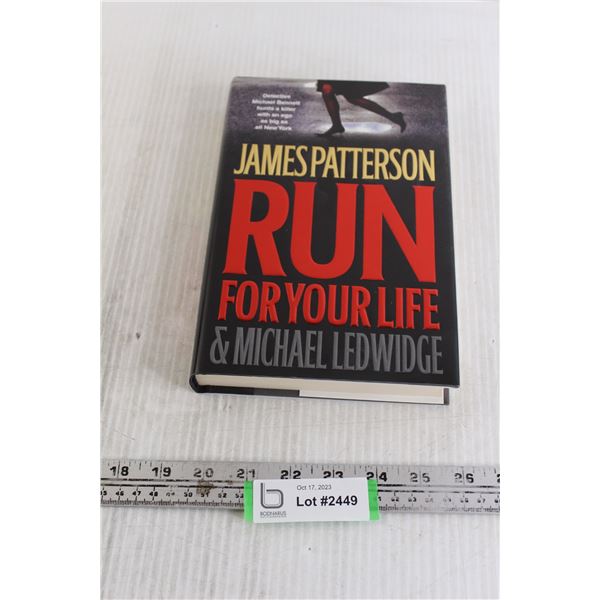 Detective
Michael Bennett
hunts a killer
with an ego
as big as
all New York
JAMES PATTERSON
RUN
FOR YOUR LIFE
& MICHAEL LEDWIDGE
18 19 20 21 22 23 24 25 26
Oct 17, 2023
Lot #2449
BODNARUS